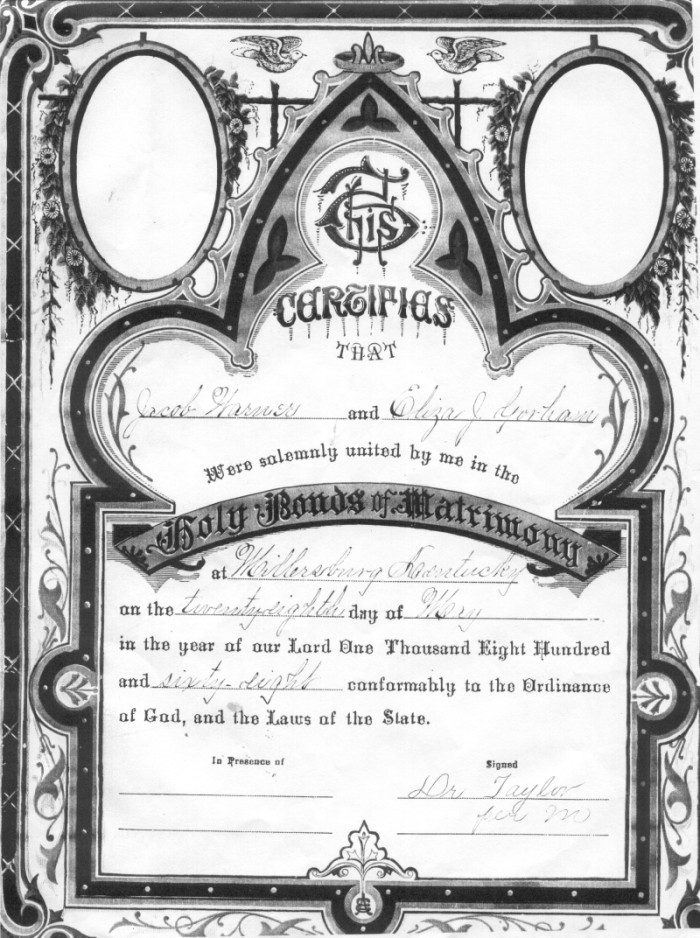 This
CERTIFIES
THAT
Jacob Warner and Eliza J. Gorham
Were solemnly united by me in the
Holy Bonds of Matrimony
at Millersburg Kentucky
on the twentyeighth day of May
in the year of our Lord One Thousand Eight Hundred
and sixty-eight conformably to the Ordinance
of God, and the Laws of the State.
In Presence of Signed
Dr Taylor
per M